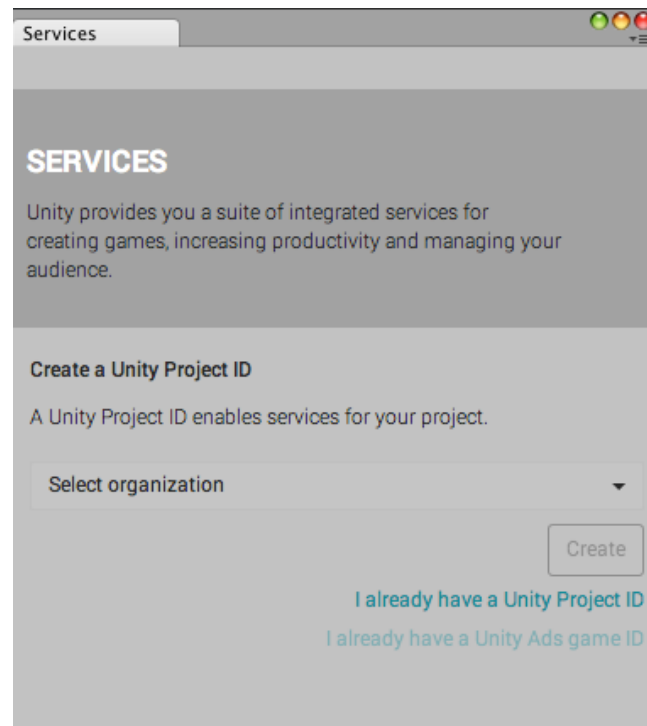 Services
SERVICES
Unity provides you a suite of integrated services for
creating games, increasing productivity and managing your
audience.
Create a Unity Project ID
A Unity Project ID enables services for your project.
Select organization
Create
I already have a Unity Project ID
I already have a Unity Ads game ID